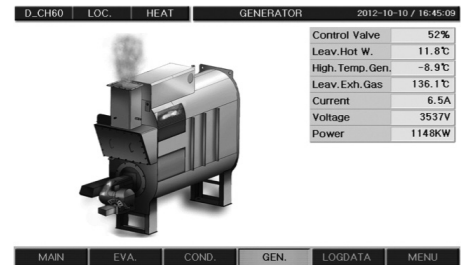 D_CH60 LOC. HEAT GENERATOR 2012-10-10 / 16:45:09
Control Valve 52%
Leav.Hot W. 11.8℃
High.Temp.Gen. -8.9℃
Leav.Exh.Gas 136.1℃
Current 6.5A
Voltage 3537V
Power 1148KW
MAIN EVA. COND. GEN. LOGDATA MENU